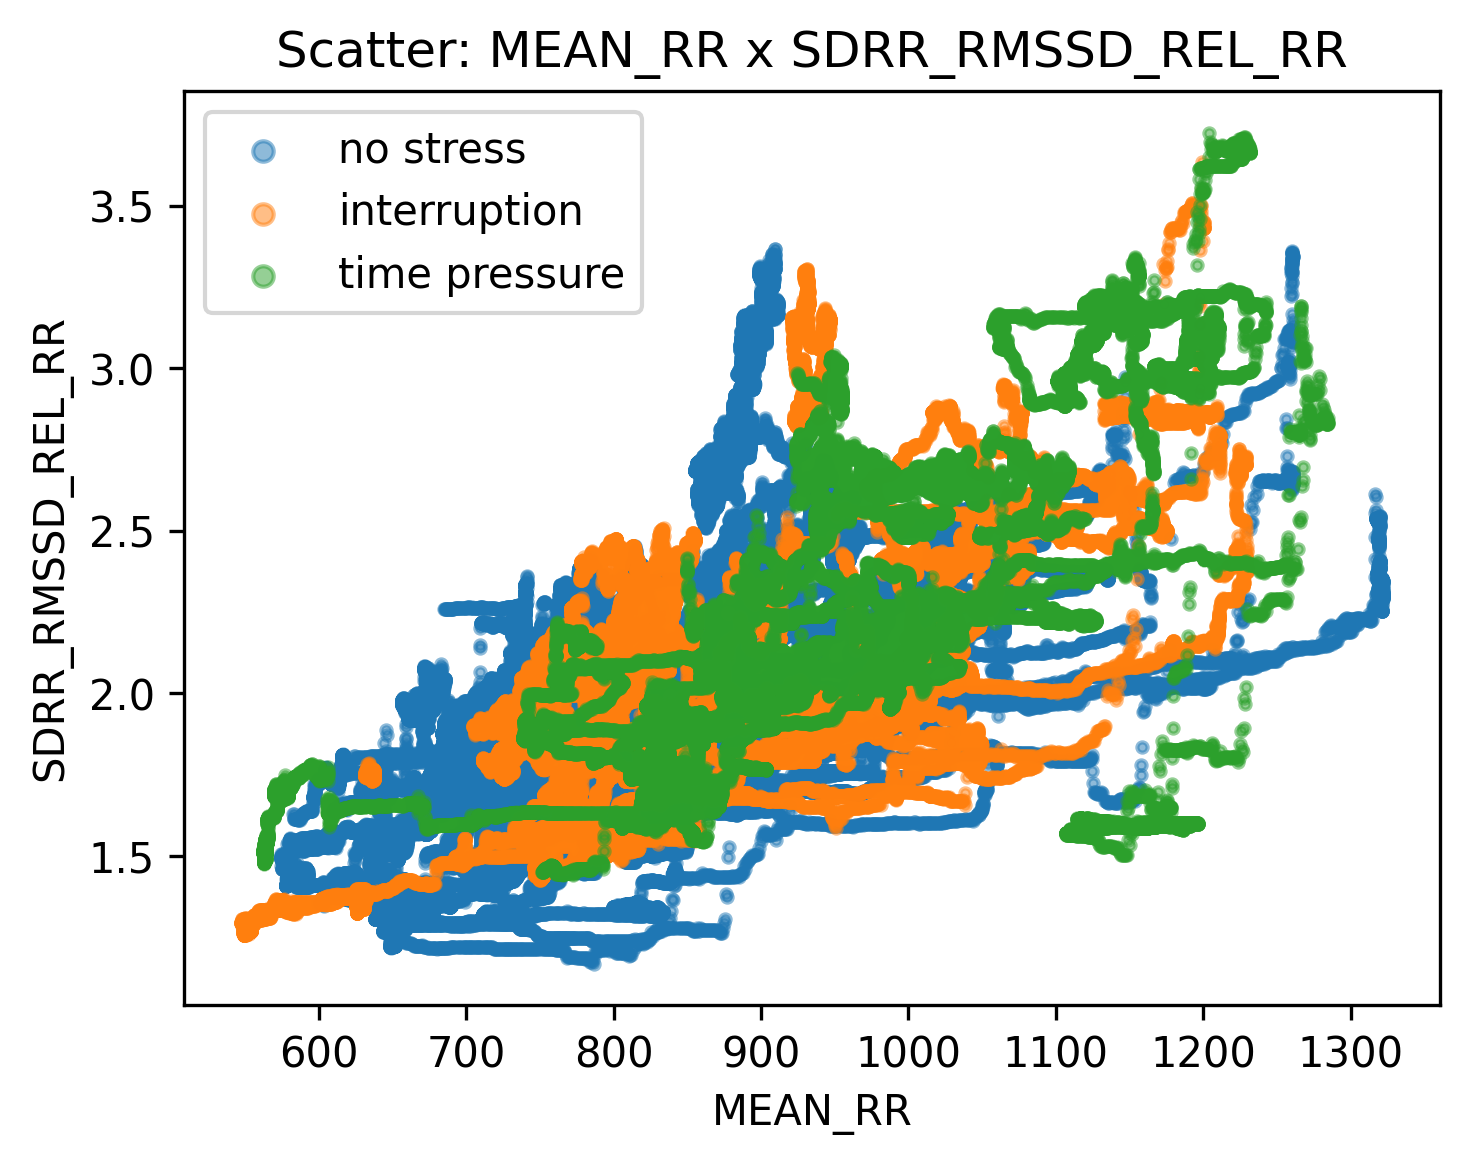 Scatter: MEAN_RR x SDRR_RMSSD_REL_RR
no stress
interruption
time pressure
SDRR_RMSSD_REL_RR
3.5
3.0
2.5
2.0
1.5
600 700 800 900 1000 1100 1200 1300
MEAN_RR